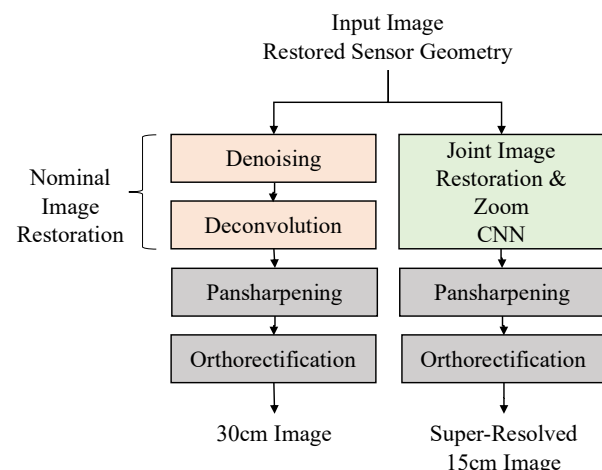 Input Image
Restored Sensor Geometry
Nominal
Image
Restoration
Denoising
Deconvolution
Pansharpening
Orthorectification
30cm Image
Joint Image
Restoration &
Zoom
CNN
Pansharpening
Orthorectification
Super-Resolved
15cm Image